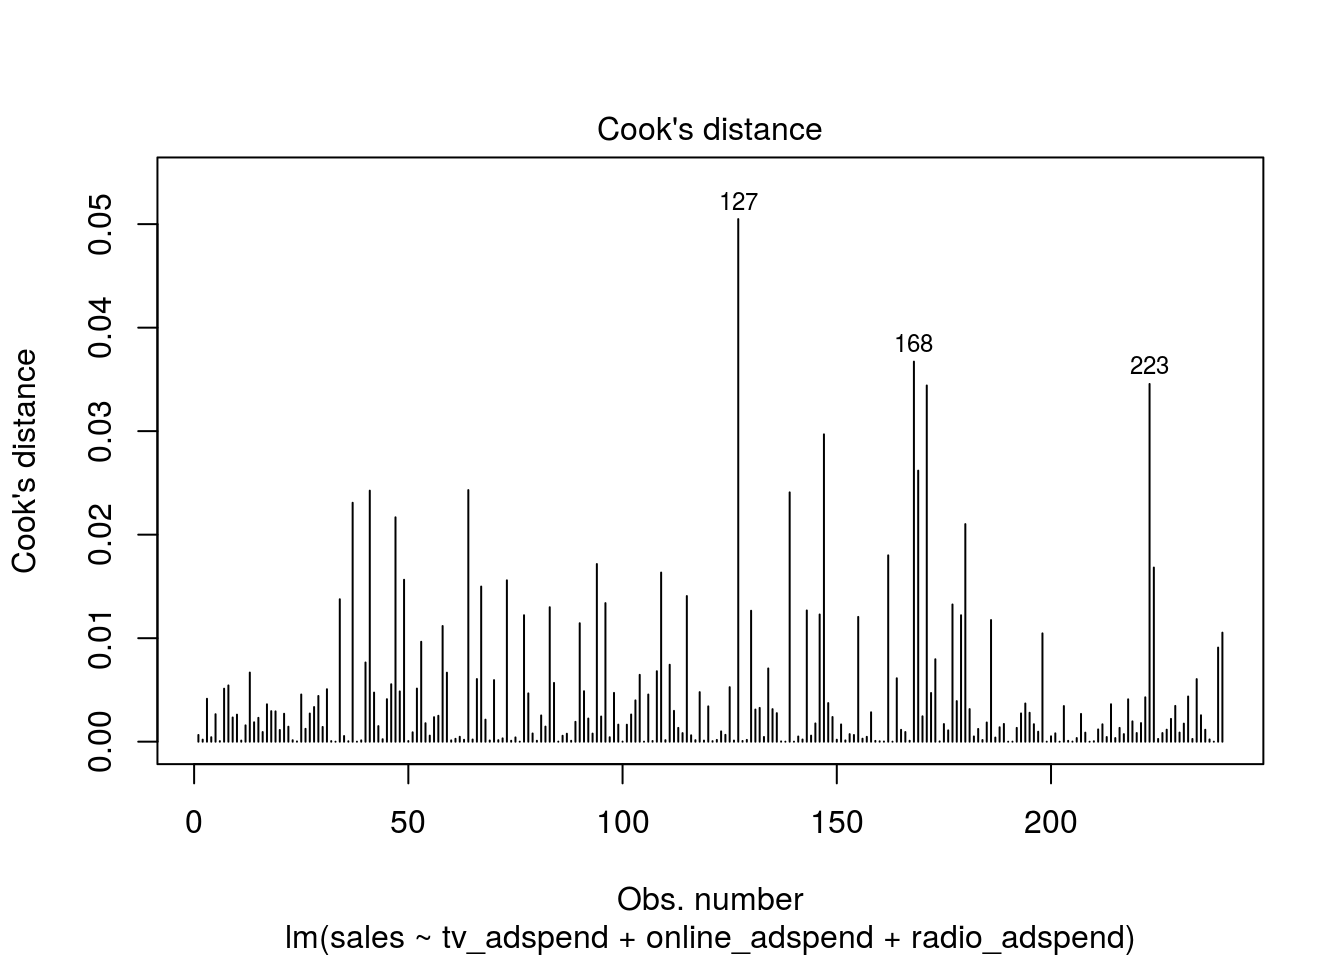 Cook's distance
127
168
223
Cook's distance
0.05
0.04
0.03
0.02
0.01
0.00
0 50 100 150 200
Obs. number
lm(sales ~ tv_adspend + online_adspend + radio_adspend)